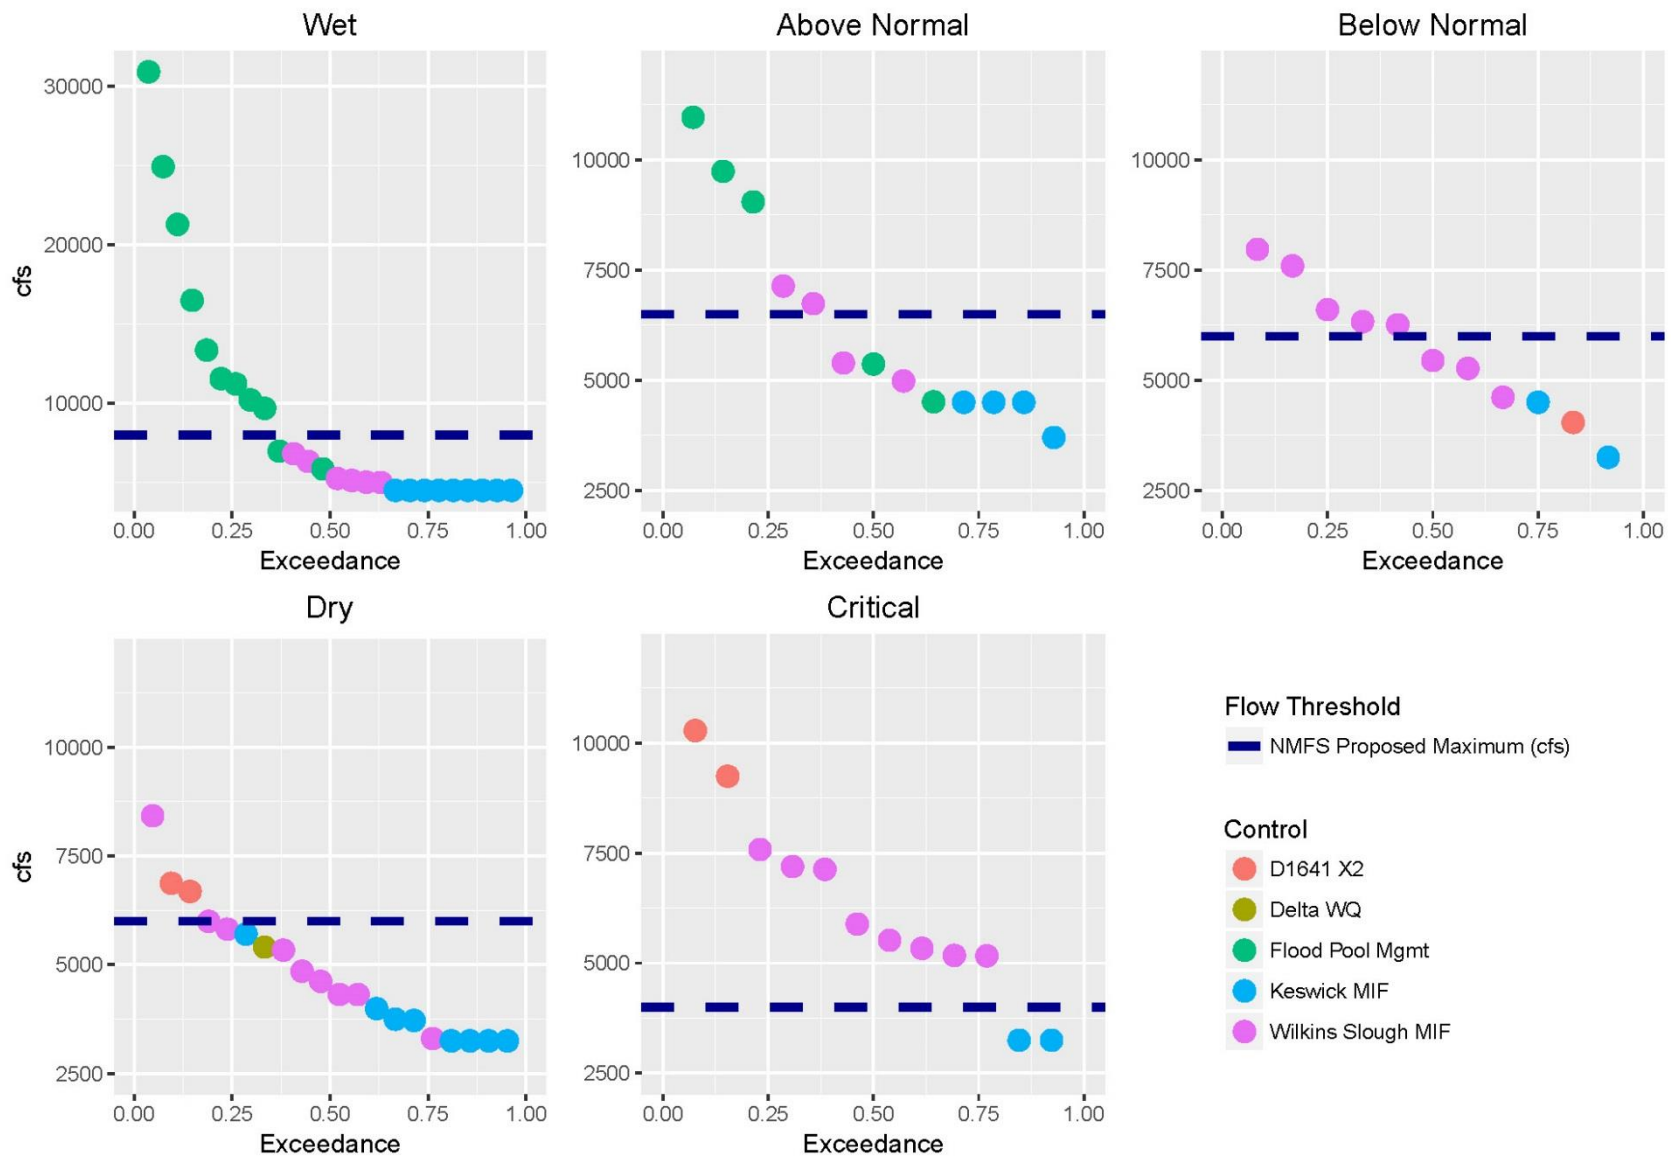 Wet
Above Normal
Below Normal
30000
20000
10000
cfs
0.00 0.25 0.50 0.75 1.00
Exceedance
10000
7500
5000
2500
0.00 0.25 0.50 0.75 1.00
Exceedance
10000
7500
5000
2500
0.00 0.25 0.50 0.75 1.00
Exceedance
Dry
Critical
10000
7500
5000
2500
cfs
0.00 0.25 0.50 0.75 1.00
Exceedance
10000
7500
5000
2500
0.00 0.25 0.50 0.75 1.00
Exceedance
Flow Threshold
NMFS Proposed Maximum (cfs)
Control
D1641 X2
Delta WQ
Flood Pool Mgmt
Keswick MIF
Wilkins Slough MIF